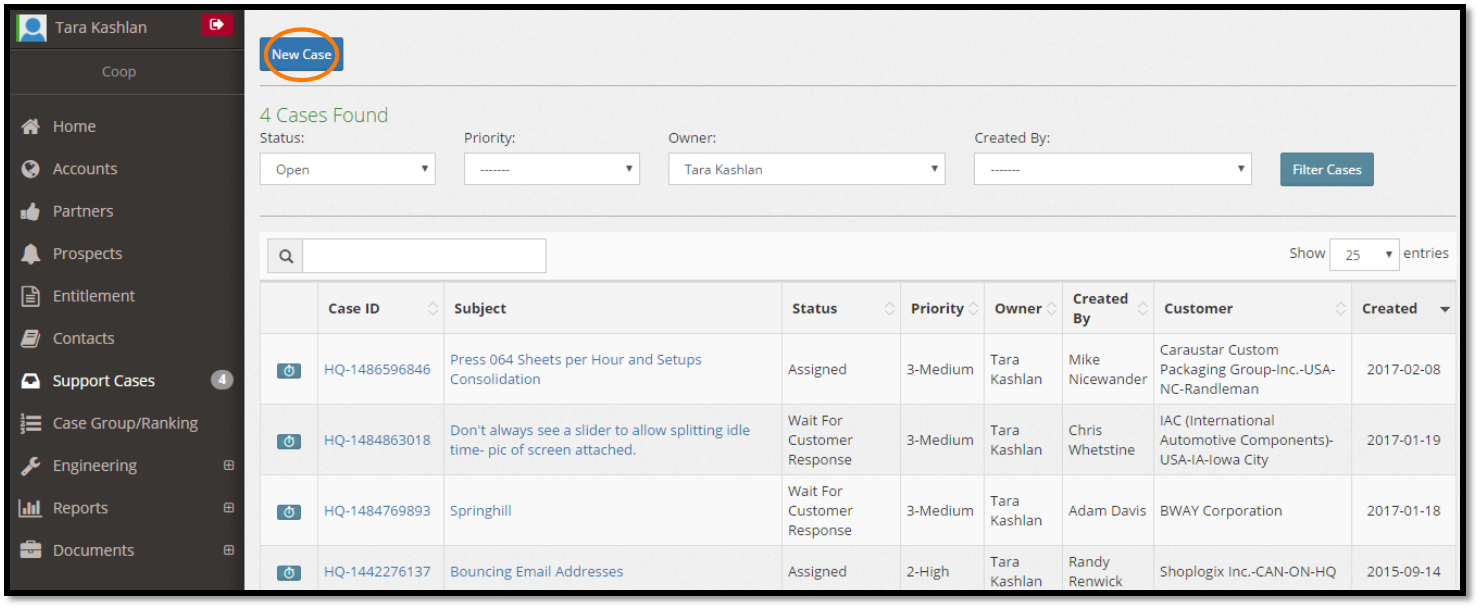 Tara Kashlan
Coop
Home
Accounts
Partners
Prospects
Entitlement
Contacts
Support Cases 4
Case Group/Ranking
Engineering
Reports
Documents
New Case
4 Cases Found
Status: Priority: Owner: Created By:
Open ------- Tara Kashlan ------- Filter Cases
Show 25 entries
Case ID Subject Status Priority Owner Created By Customer Created
HQ-1486596846
Press 064 Sheets per Hour and Setups
Consolidation
Assigned
3-Medium
Tara
Kashlan
Mike
Nicewander
Caraustar Custom
Packaging Group-Inc.-USA-
NC-Randleman
2017-02-08
HQ-1484863018
Don't always see a slider to allow splitting idle
time- pic of screen attached.
Wait For
Customer
Response
3-Medium
Tara
Kashlan
Chris
Whetstine
IAC (International
Automotive Components)-
USA-IA-Iowa City
2017-01-19
HQ-1484769893
Springhill
Wait For
Customer
Response
3-Medium
Tara
Kashlan
Adam Davis
BWAY Corporation
2017-01-18
HQ-1442276137
Bouncing Email Addresses
Assigned
2-High
Tara
Kashlan
Randy
Renwick
Shoplogix Inc.-CAN-ON-HQ
2015-09-14